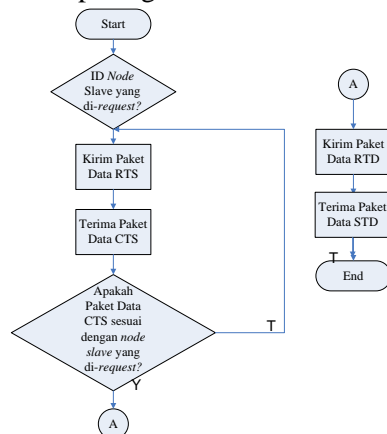 Start
ID Node
Slave yang
di-request?
Kirim Paket
Data RTS
Terima Paket
Data CTS
Apakah
Paket Data
CTS sesuai
dengan node
slave yang
di-request?
T
Y
A
A
Kirim Paket
Data RTD
Terima Paket
Data STD
T
End